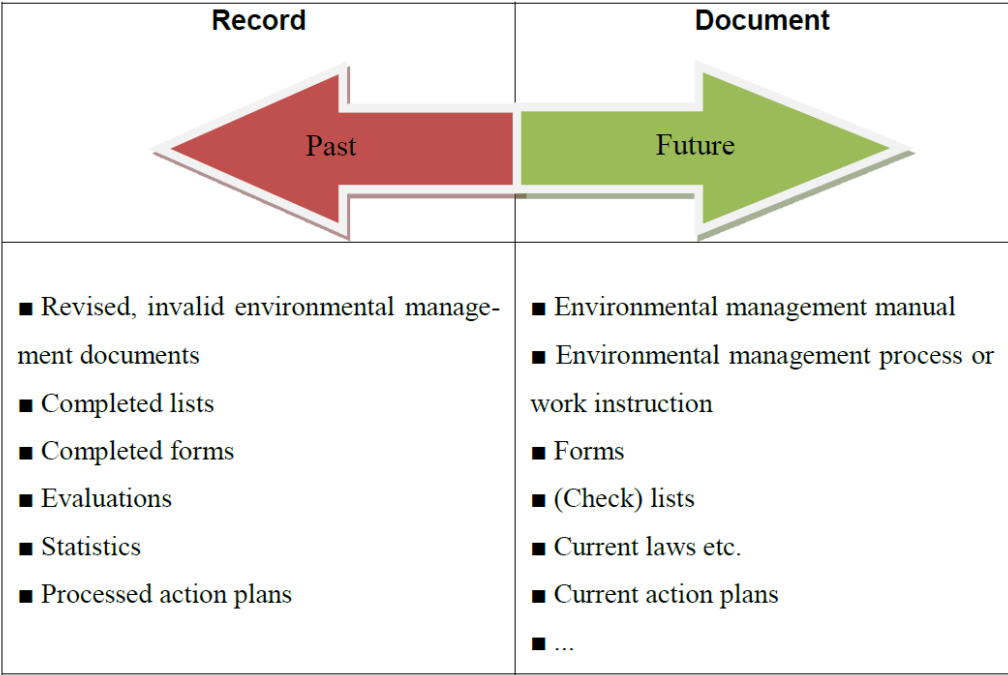 Record
Document
Past
Future
■ Revised, invalid environmental manage-
ment documents
■ Completed lists
■ Completed forms
■ Evaluations
■ Statistics
■ Processed action plans
■ Environmental management manual
■ Environmental management process or
work instruction
■ Forms
■ (Check) lists
■ Current laws etc.
■ Current action plans
■ ...